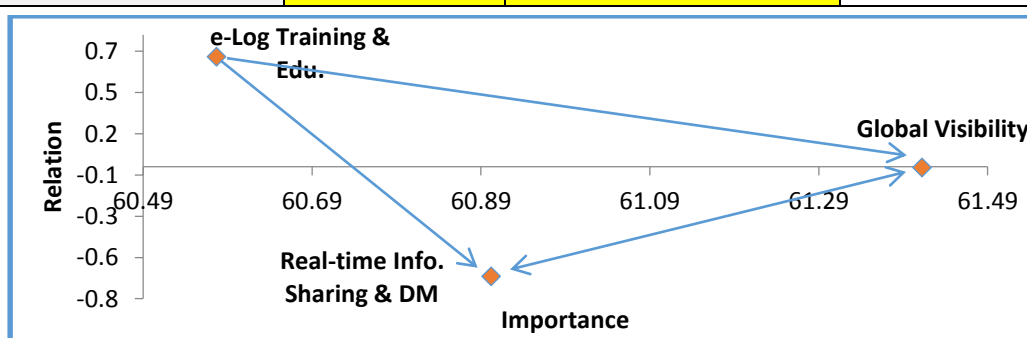 e-Log Training &
Edu.
0.7
0.5
0.2
-0.1
-0.3
-0.6
-0.8
Relation
Global Visibility
60.49
60.69
60.89
61.09
61.29
61.49
Real-time Info.
Sharing & DM
Importance